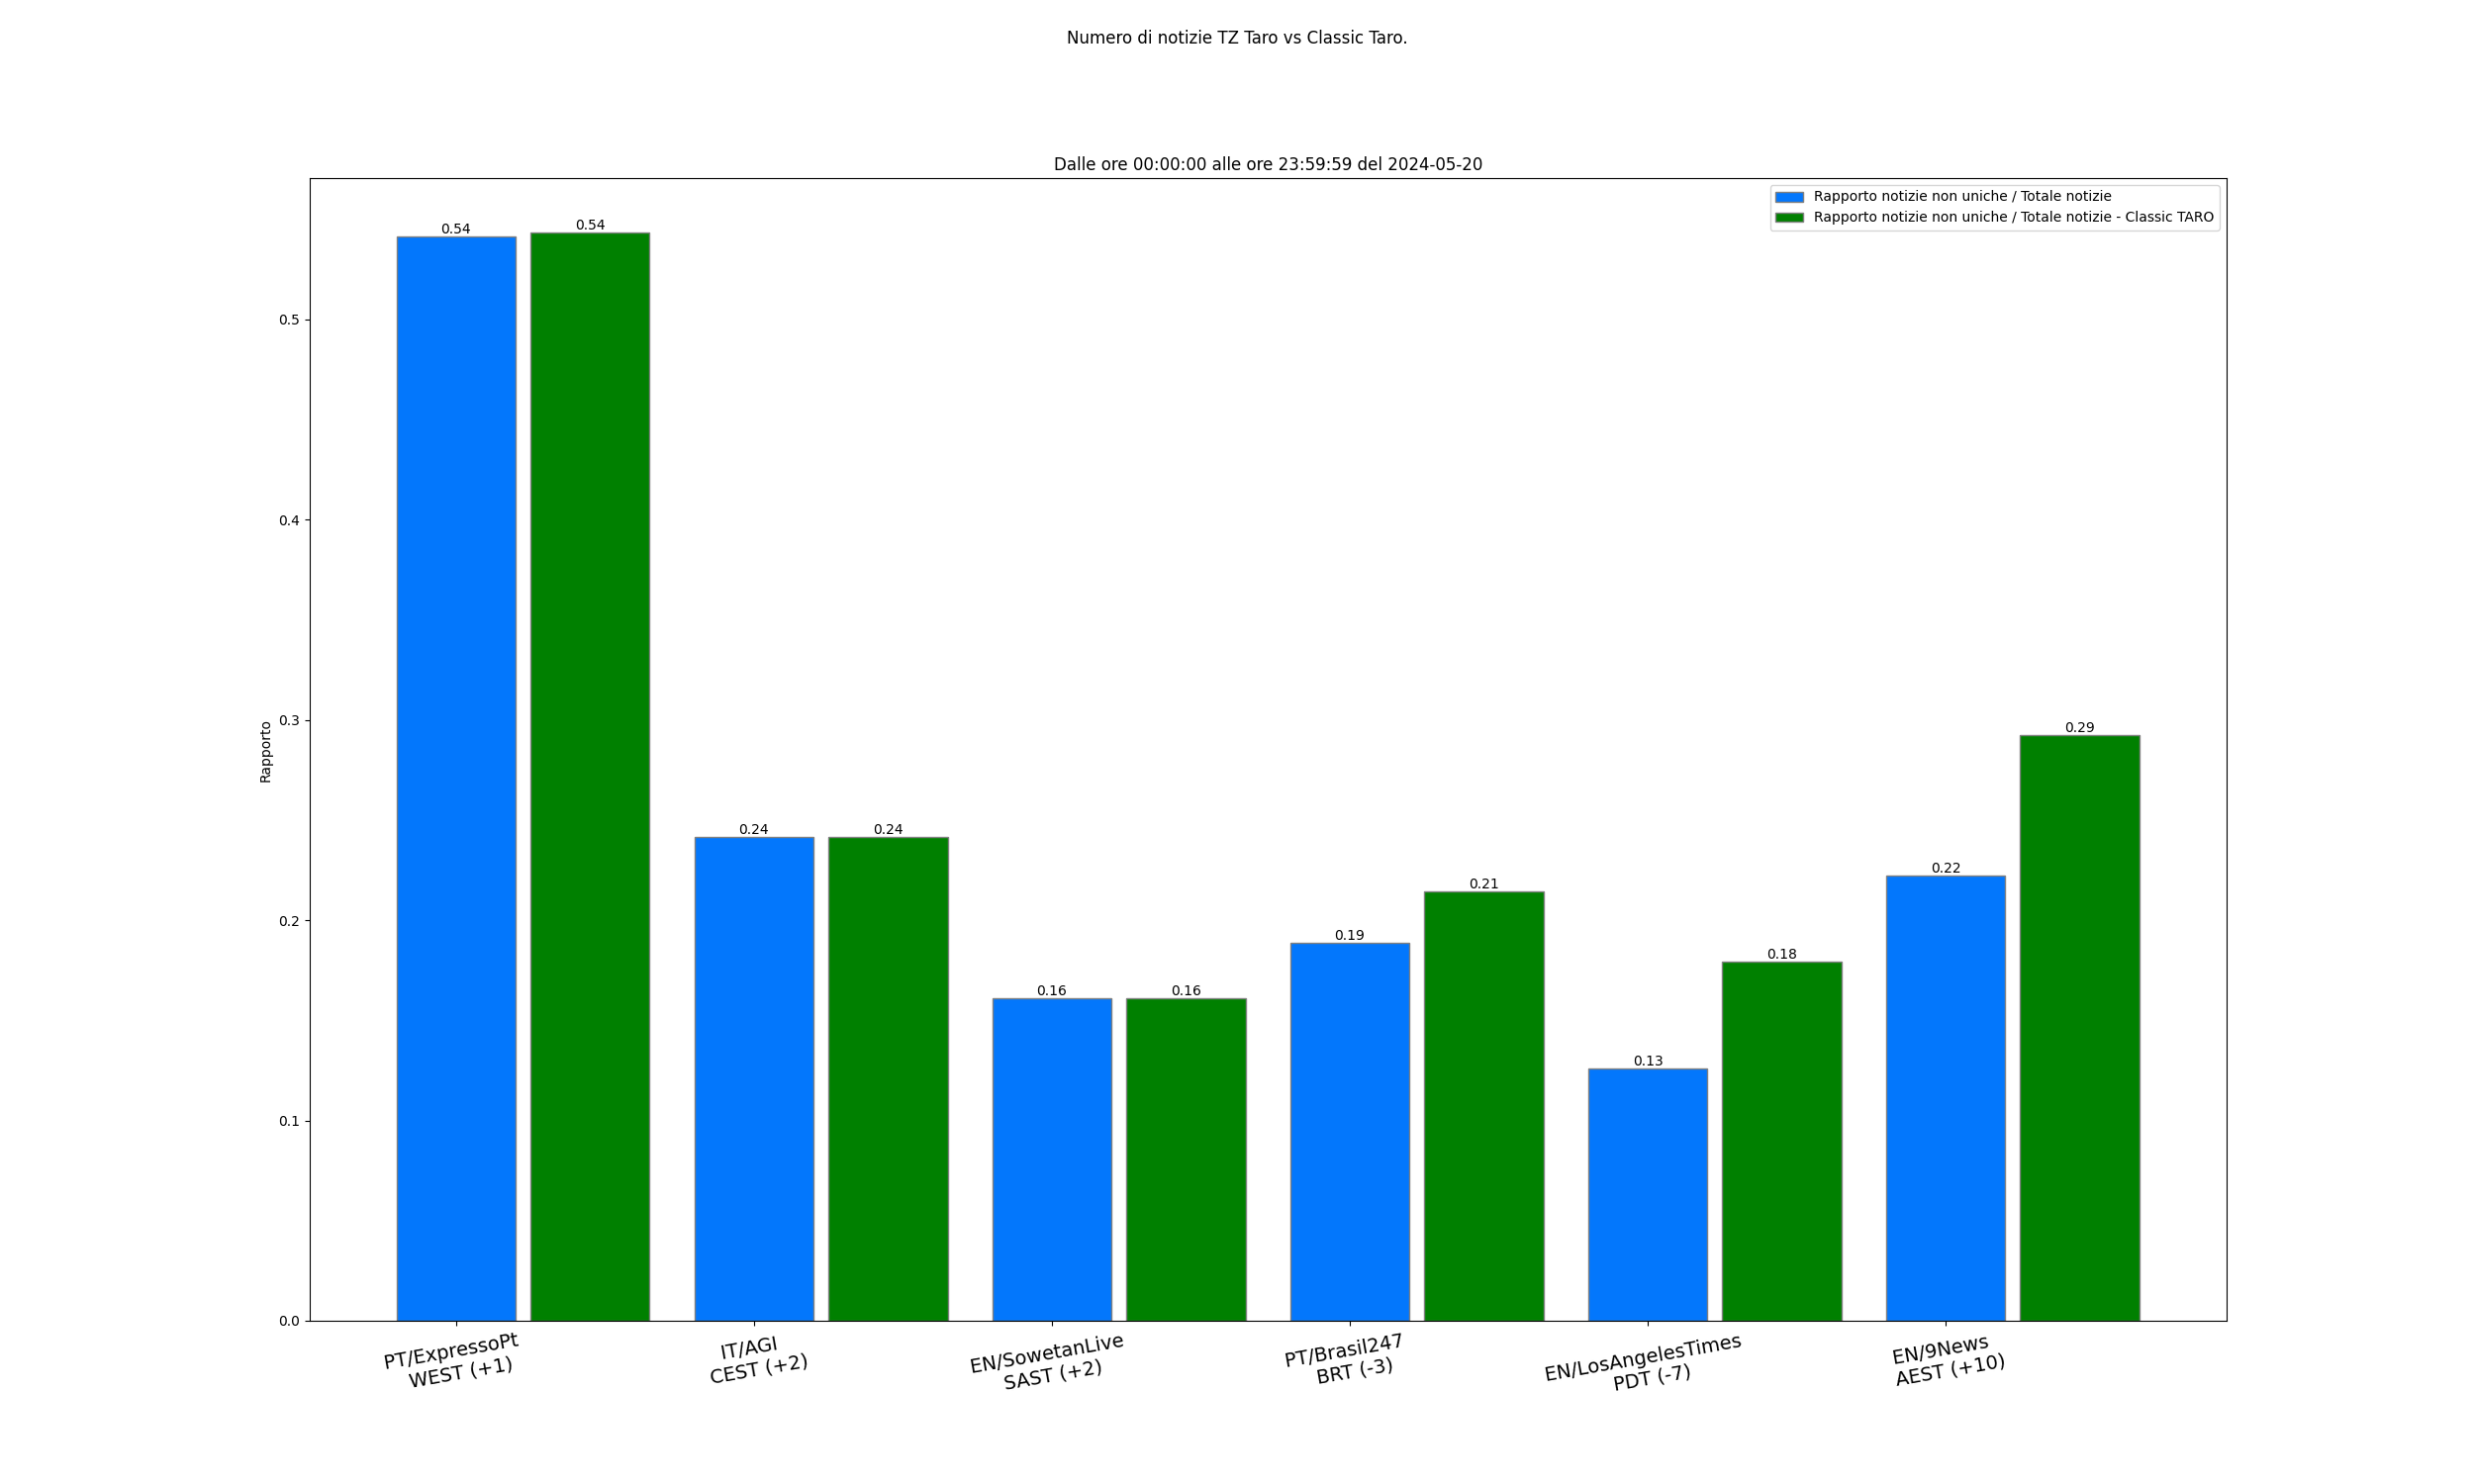 Numero di notizie TZ Taro vs Classic Taro.
Dalle ore 00:00:00 alle ore 23:59:59 del 2024-05-20
Rapporto notizie non uniche / Totale notizie
Rapporto notizie non uniche / Totale notizie - Classic TARO
Rapporto
0.5
0.4
0.3
0.2
0.1
0.0
0.54
0.54
0.24
0.24
0.16
0.16
0.19
0.21
0.13
0.18
0.22
0.29
PT/ExpressoPt
WEST (+1)
IT/AGI
CEST (+2)
EN/SowetanLive
SAST (+2)
PT/Brasil247
BRT (-3)
EN/LosAngelesTimes
PDT (-7)
EN/9News
AEST (+10)